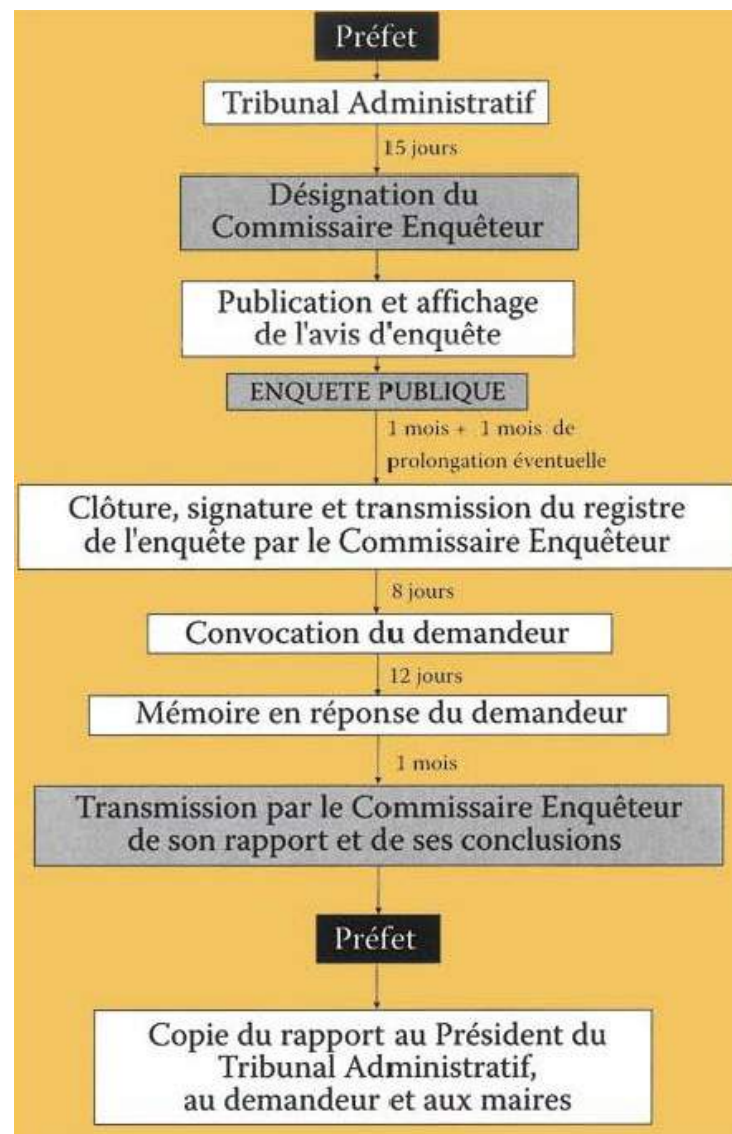 Préfet
Tribunal Administratif
15 jours
Désignation du
Commissaire Enquêteur
Publication et affichage
de l'avis d'enquête
ENQUETE PUBLIQUE
1 mois + 1 mois de
prolongation éventuelle
Clôture, signature et transmission du registre
de l'enquête par le Commissaire Enquêteur
8 jours
Convocation du demandeur
12 jours
Mémoire en réponse du demandeur
1 mois
Transmission par le Commissaire Enquêteur
de son rapport et de ses conclusions
Préfet
Copie du rapport au Président du
Tribunal Administratif,
au demandeur et aux maires